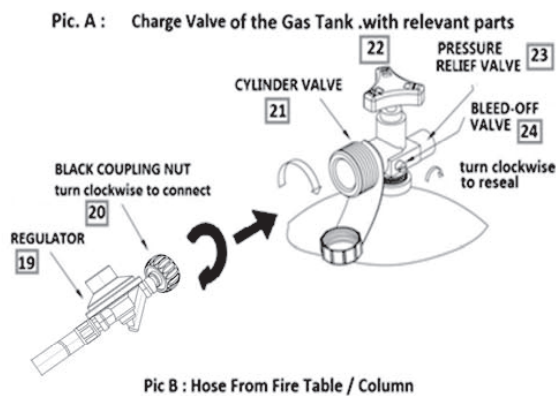 Pic. A : Charge Valve of the Gas Tank .with relevant parts
22
PRESSURE
RELIEF VALVE 23
CYLINDER VALVE
21
BLEED-OFF
VALVE 24
turn clockwise
to reseal
BLACK COUPLING NUT
turn clockwise to connect
20
REGULATOR
19
Pic B : Hose From Fire Table / Column